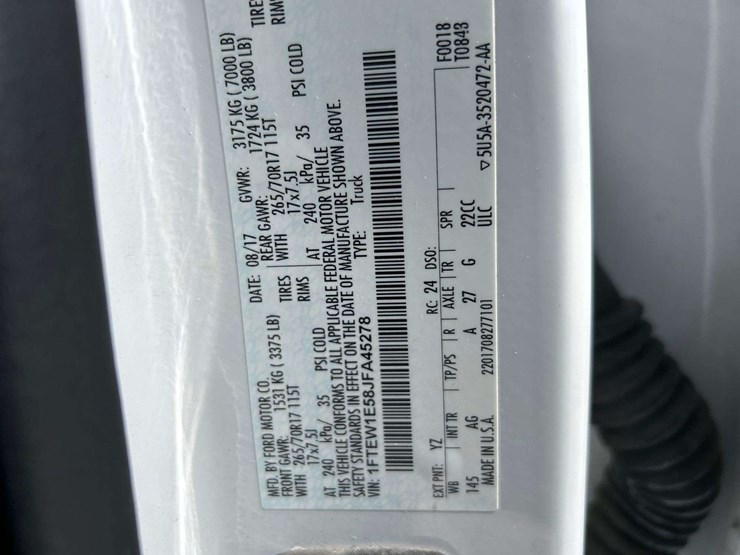 MFD. BY FORD MOTOR CO. DATE: 08/17 GVWR: 3175 KG ( 7000 LB)
FRONT GAWR: 1531 KG ( 3375 LB) REAR GAWR: 1724 KG ( 3800 LB)
WITH 265/70R17 115T TIRES WITH 265/70R17 115T TIRE
17x7.5J RIMS 17x7.5J RIM
AT 240 kPa/ 35 PSI COLD AT 240 kPa/ 35 PSI COLD
THIS VEHICLE CONFORMS TO ALL APPLICABLE FEDERAL MOTOR VEHICLE
SAFETY STANDARDS IN EFFECT ON THE DATE OF MANUFACTURE SHOWN ABOVE.
VIN: 1FTEW1E58JFA45278 TYPE: Truck
EXT PNT: YZ RC: 24 DSO: F0018
WB INT TR TP/PS R AXLE TR SPR T0848
145 AG A 27 G 22CC
MADE IN U.S.A. 2201708277101 ULC ▽5U5A-3520472-AA